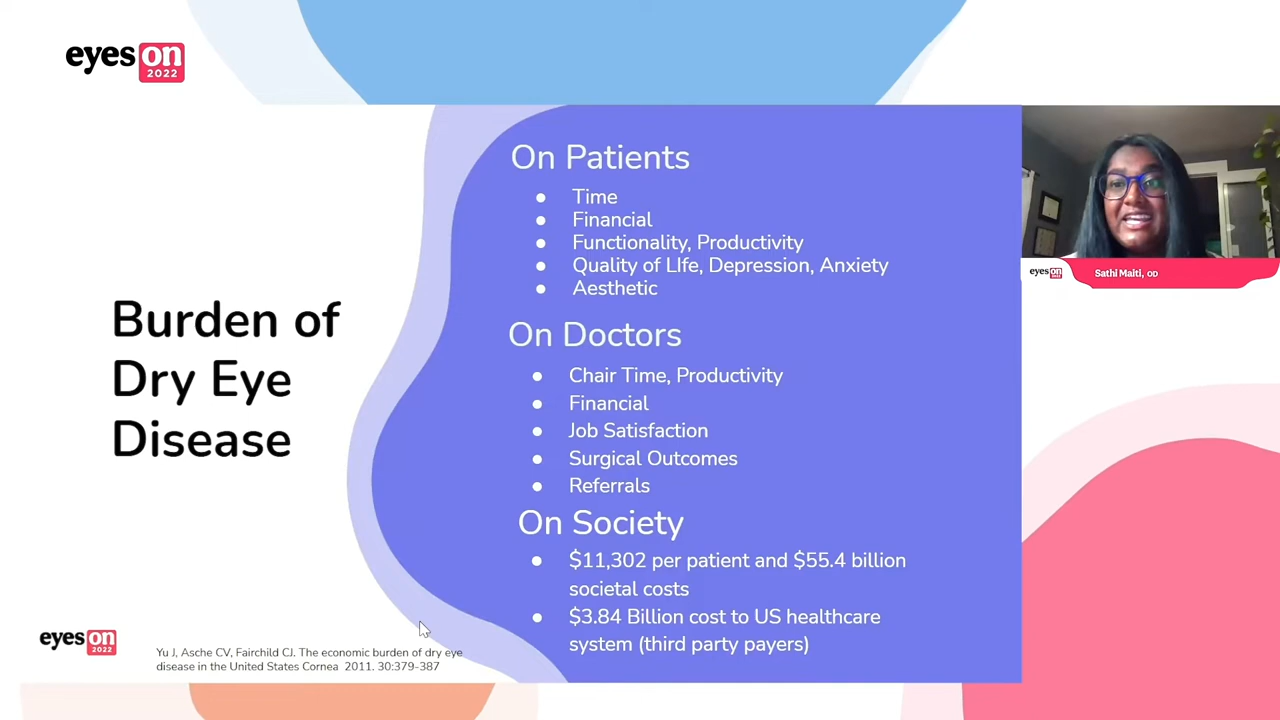 eyes on
2022
Burden of
Dry Eye
Disease
On Patients
● Time
● Financial
● Functionality, Productivity
● Quality of LIfe, Depression, Anxiety
● Aesthetic
On Doctors
● Chair Time, Productivity
● Financial
● Job Satisfaction
● Surgical Outcomes
● Referrals
On Society
● $11,302 per patient and $55.4 billion
societal costs
● $3.84 Billion cost to US healthcare
system (third party payers)
eyes on
2022
Sathi Maiti, OD
eyes on
2022
Yu J, Asche CV, Fairchild CJ. The economic burden of dry eye
disease in the United States Cornea 2011. 30:379-387